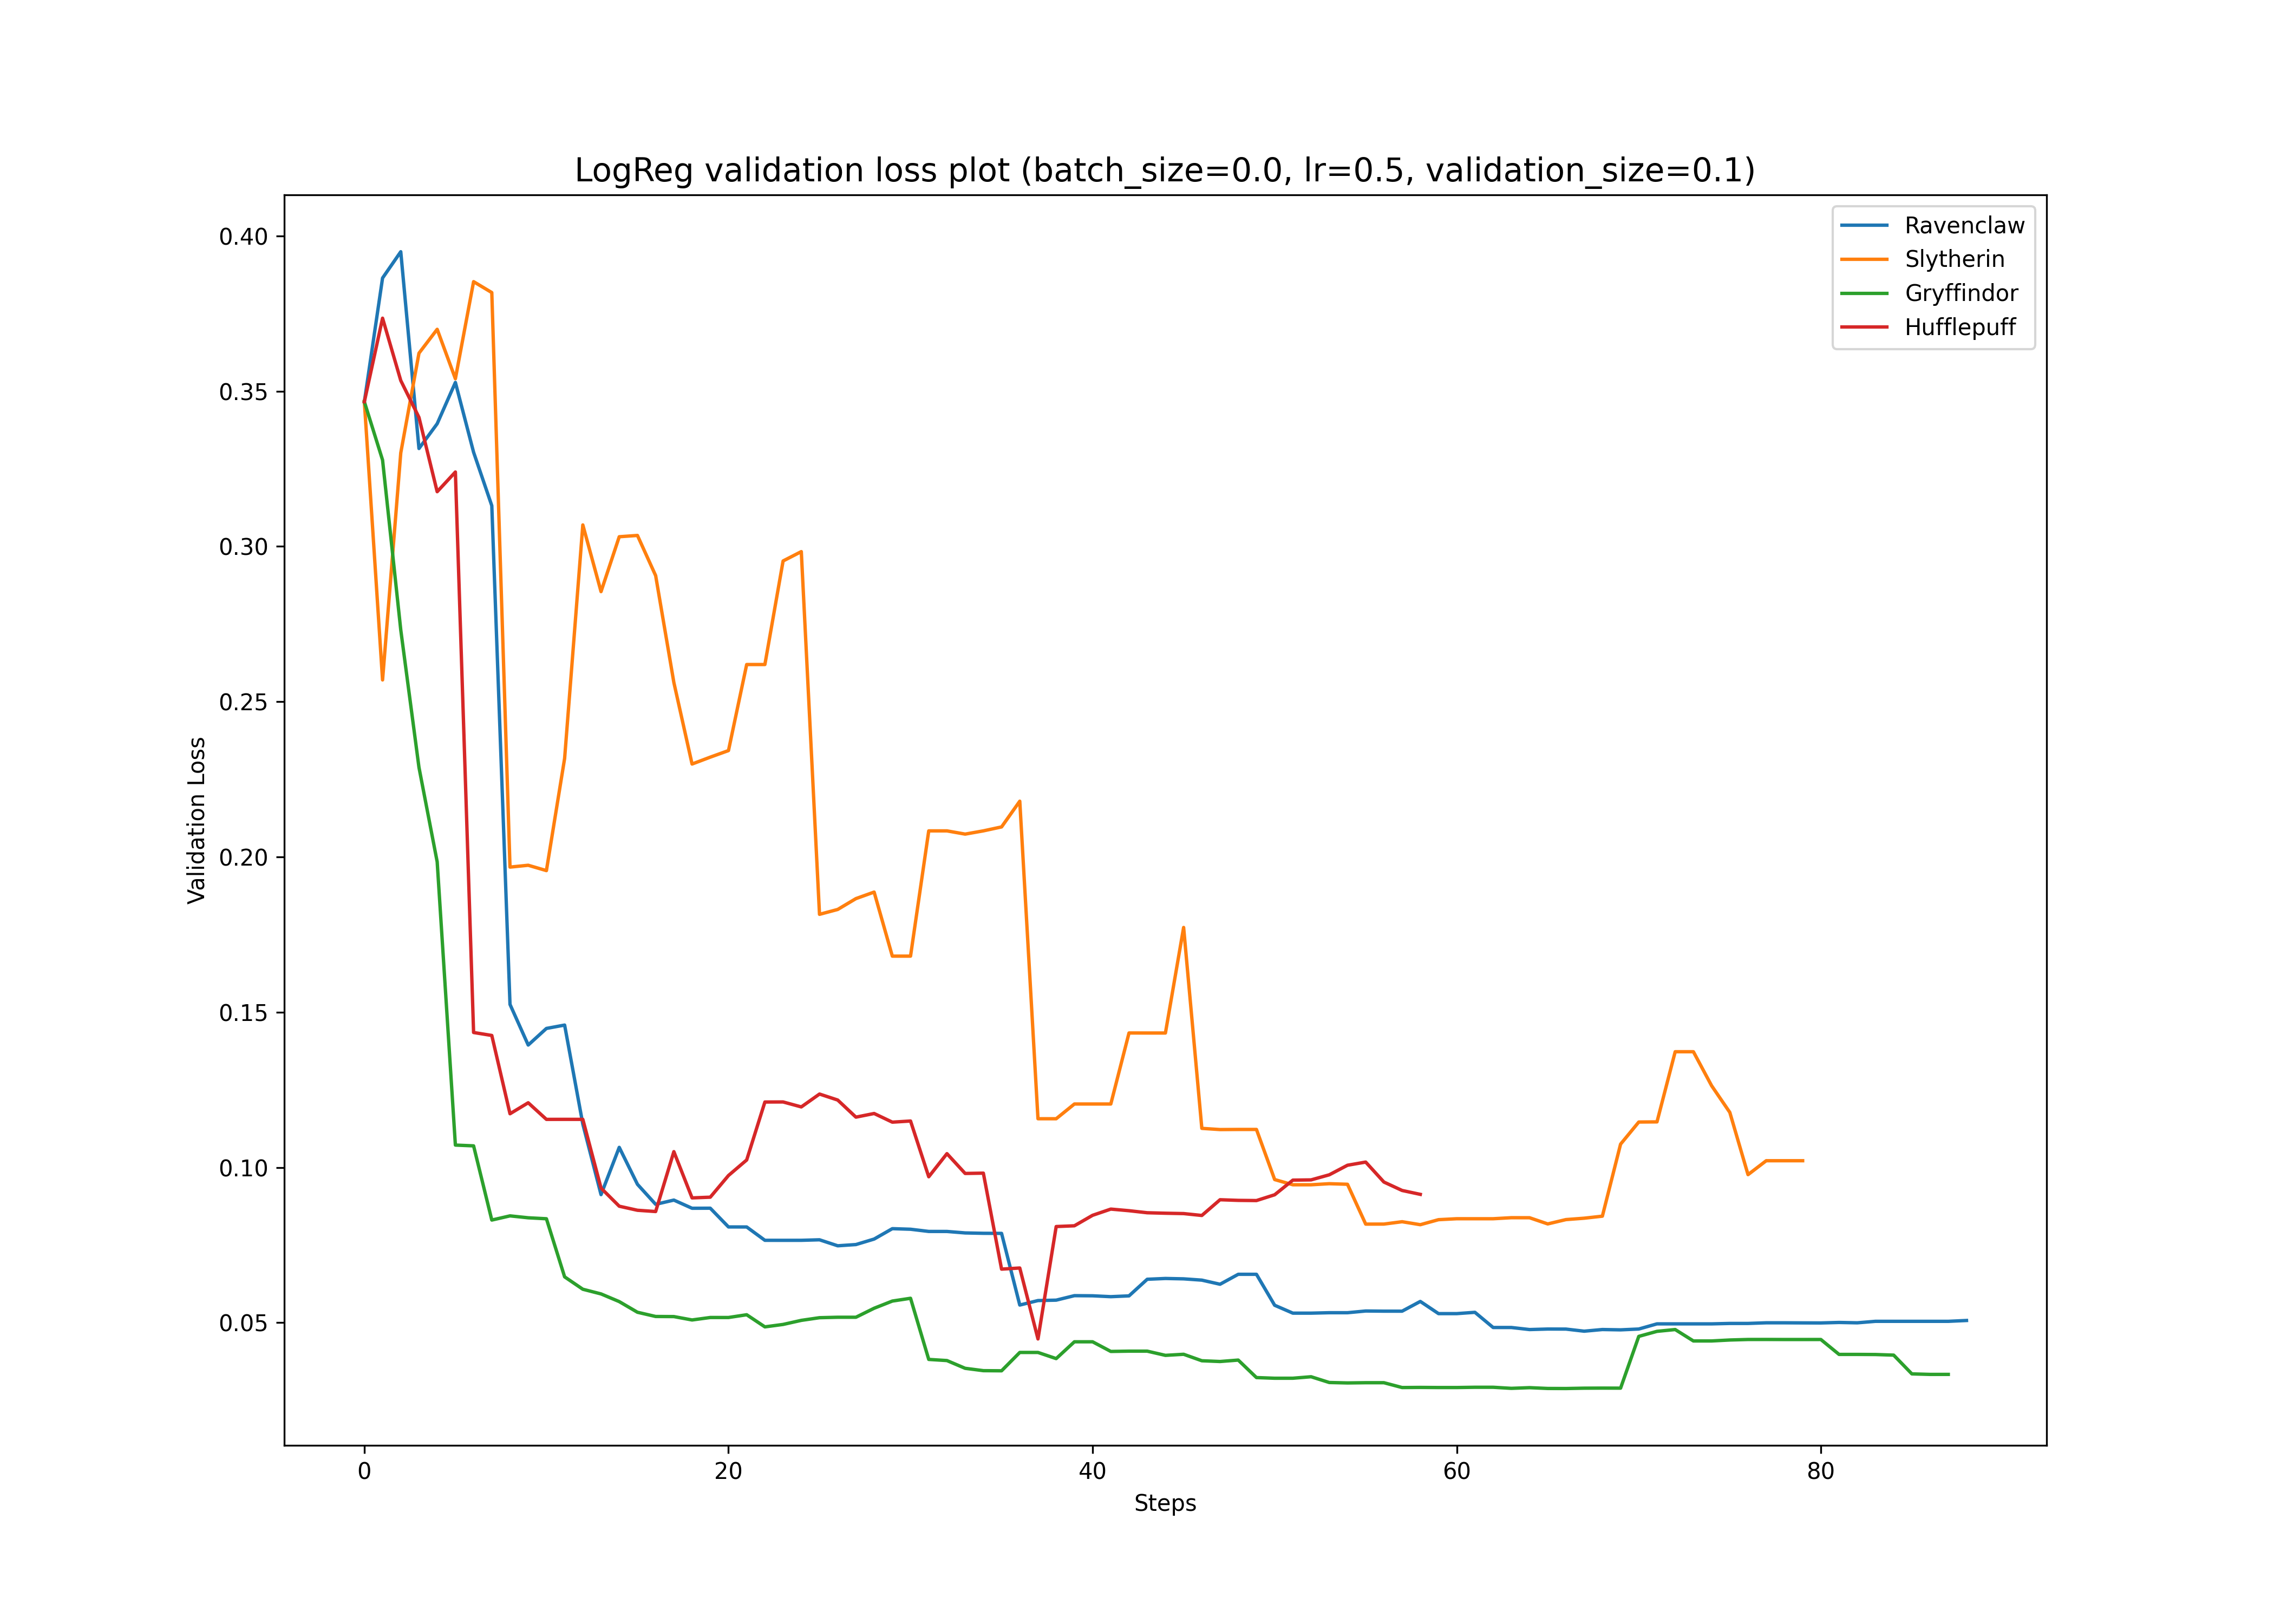 LogReg validation loss plot (batch_size=0.0, lr=0.5, validation_size=0.1)
Ravenclaw
Slytherin
Gryffindor
Hufflepuff
0.40
0.35
0.30
0.25
0.20
0.15
0.10
0.05
Validation Loss
0 20 40 60 80
Steps